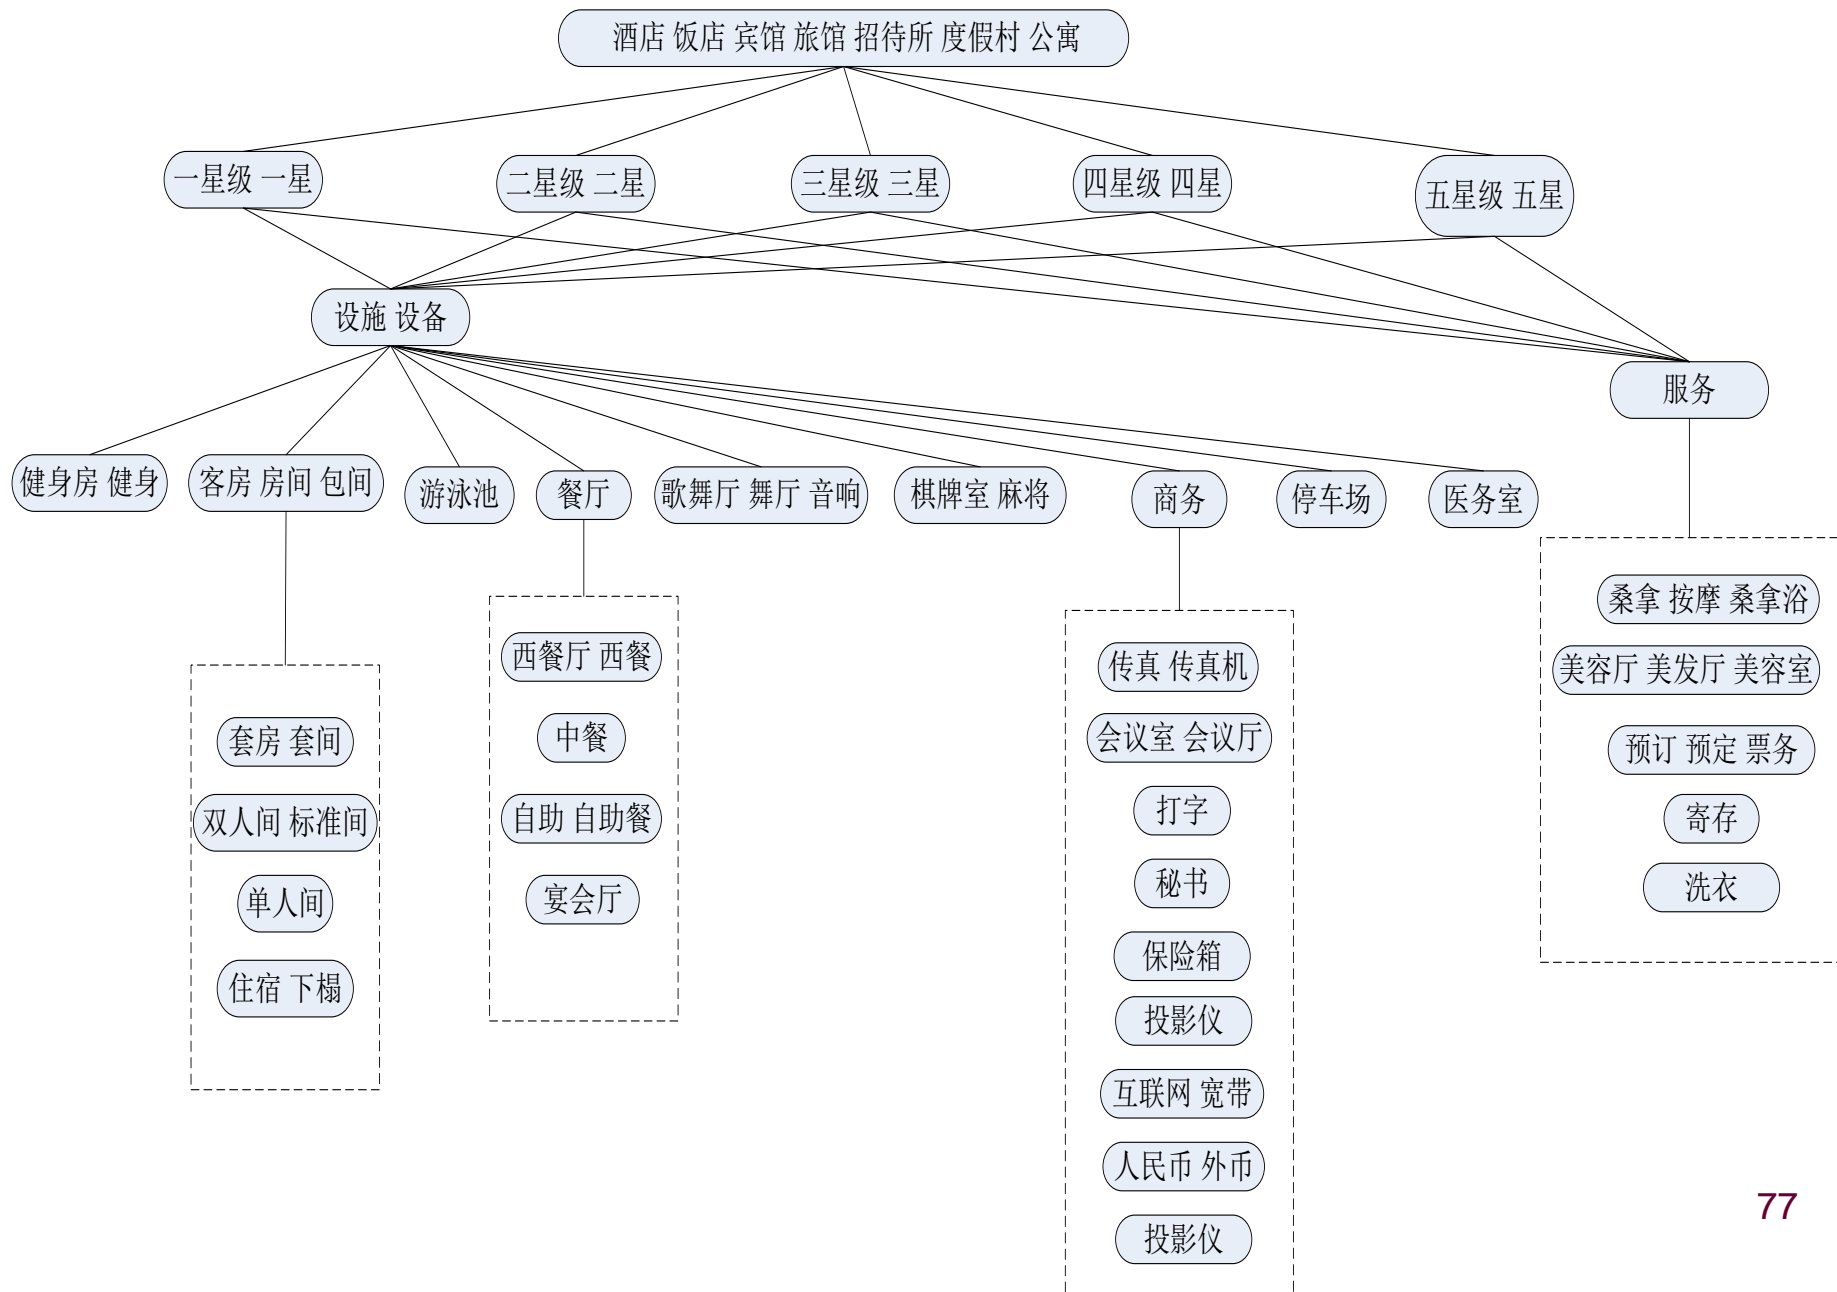 酒店 饭店 宾馆 旅馆 招待所 度假村 公寓
一星级 一星
二星级 二星
三星级 三星
四星级 四星
五星级 五星
设施 设备
服务
健身房 健身
客房 房间 包间
游泳池
餐厅
歌舞厅 舞厅 音响
棋牌室 麻将
商务
停车场
医务室
套房 套间
双人间 标准间
单人间
住宿 下榻
西餐厅 西餐
中餐
自助 自助餐
宴会厅
传真 传真机
会议室 会议厅
打字
秘书
保险箱
投影仪
互联网 宽带
人民币 外币
投影仪
桑拿 按摩 桑拿浴
美容厅 美发厅 美容室
预订 预定 票务
寄存
洗衣
77